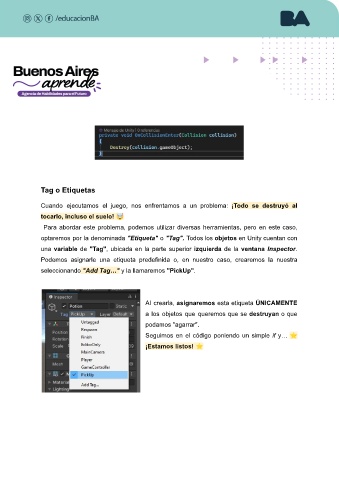 /educacionBA
BA
Buenos Aires
aprende
Agencia de Habilidades para el Futuro
Mensaje de Unity | 0 referencias
private void OnCollisionEnter(Collision collision)
{
Destroy(collision.gameObject);
}
Tag o Etiquetas
Cuando ejecutamos el juego, nos enfrentamos a un problema: ¡Todo se destruyó al
tocarlo, incluso el suelo! 🤯
Para abordar este problema, podemos utilizar diversas herramientas, pero en este caso,
optaremos por la denominada "Etiqueta" o "Tag". Todos los objetos en Unity cuentan con
una variable de "Tag", ubicada en la parte superior izquierda de la ventana Inspector.
Podemos asignarle una etiqueta predefinida o, en nuestro caso, crearemos la nuestra
seleccionando "Add Tag..." y la llamaremos "PickUp".
Inspector
Potion Static
Tag PickUp Layer Default
Untagged
Respawn
Finish
EditorOnly
MainCamera
Player
GameController
PickUp
Add Tag...
Materials
Lighting
Al crearla, asignaremos esta etiqueta ÚNICAMENTE
a los objetos que queremos que se destruyan o que
podamos "agarrar".
Seguimos en el código poniendo un simple if y… ⭐
¡Estamos listos! ⭐